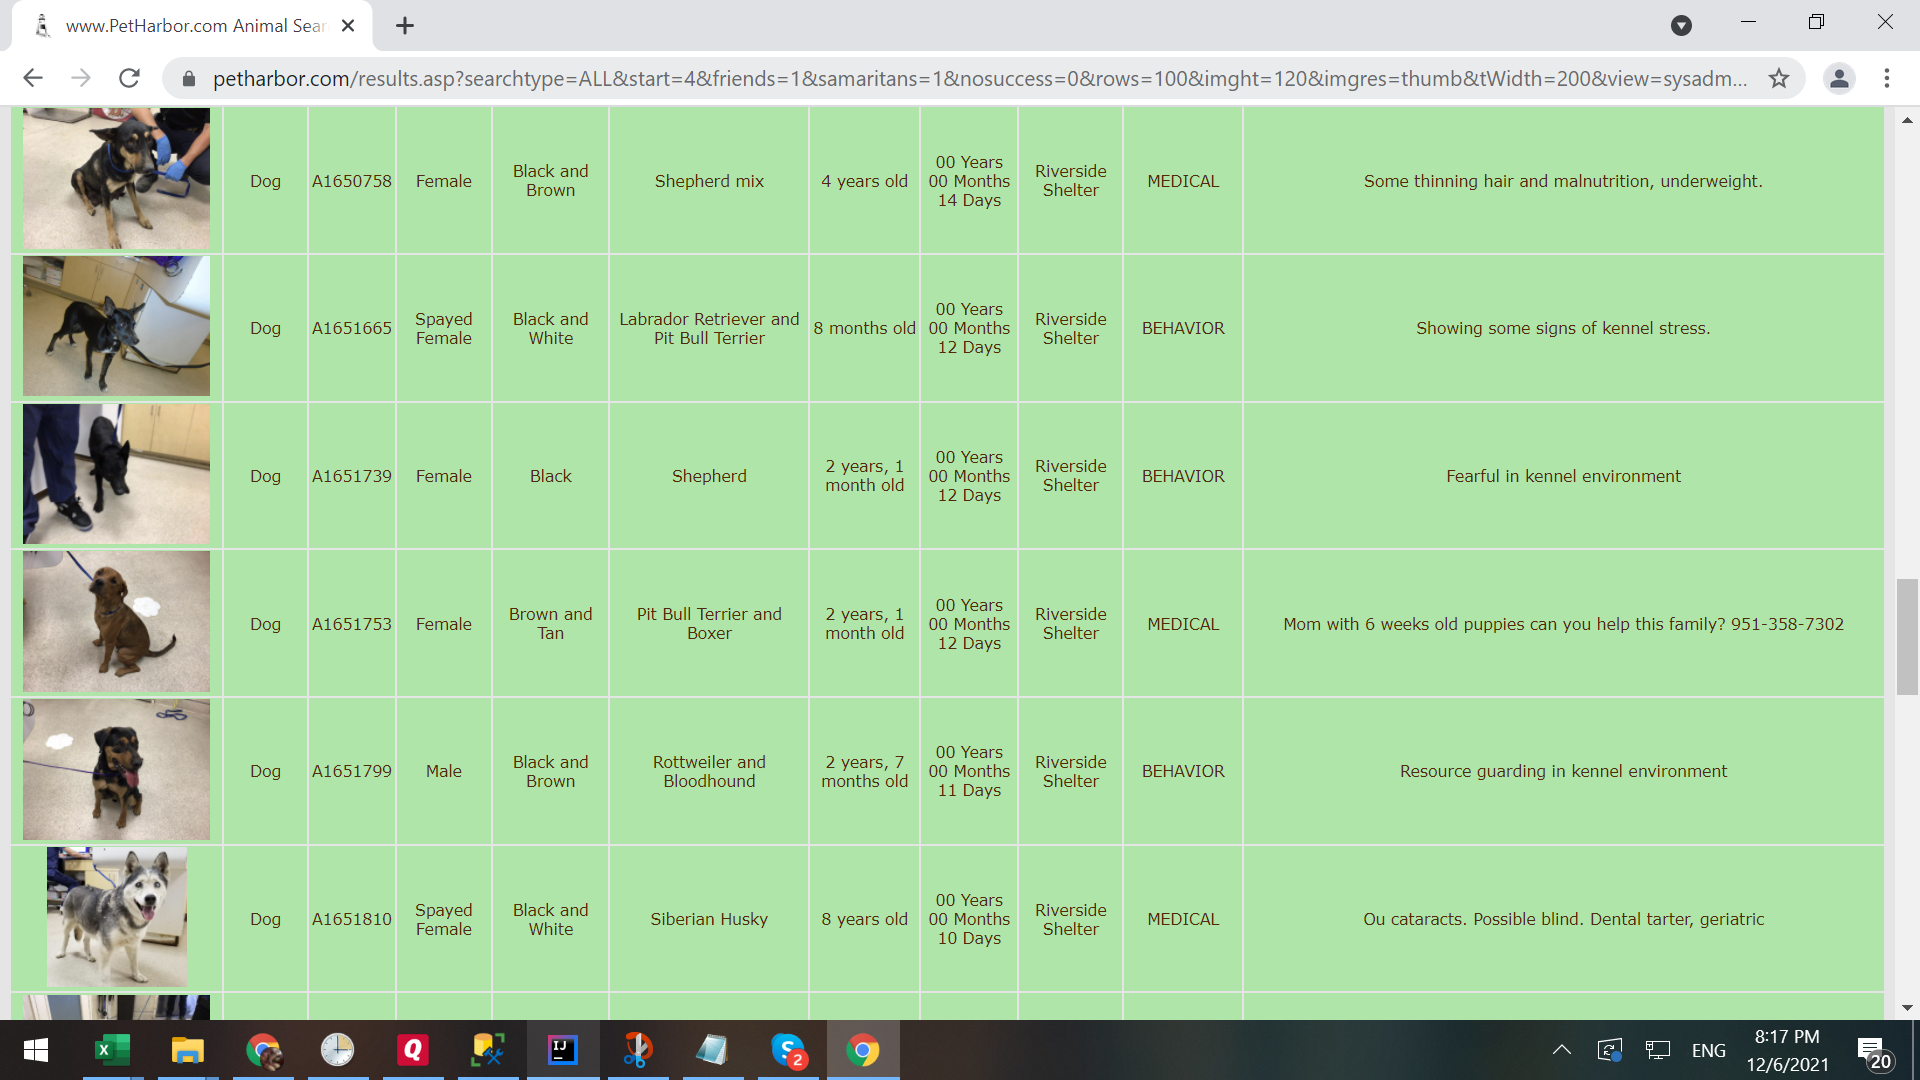 www.PetHarbor.com Animal Sear
petharbor.com/results.asp?searchtype=ALL&start=4&friends=1&samaritans=1&nosuccess=0&rows=100&imght=120&imgres=thumb&tWidth=200&view=sysadm...
Dog
A1650758
Female
Black and
Brown
Shepherd mix
4 years old
00 Years
00 Months
14 Days
Riverside
Shelter
MEDICAL
Some thinning hair and malnutrition, underweight.
Dog
A1651665
Spayed
Female
Black and
White
Labrador Retriever and
Pit Bull Terrier
8 months old
00 Years
00 Months
12 Days
Riverside
Shelter
BEHAVIOR
Showing some signs of kennel stress.
Dog
A1651739
Female
Black
Shepherd
2 years, 1
month old
00 Years
00 Months
12 Days
Riverside
Shelter
BEHAVIOR
Fearful in kennel environment
Dog
A1651753
Female
Brown and
Tan
Pit Bull Terrier and
Boxer
2 years, 1
month old
00 Years
00 Months
12 Days
Riverside
Shelter
MEDICAL
Mom with 6 weeks old puppies can you help this family? 951-358-7302
Dog
A1651799
Male
Black and
Brown
Rottweiler and
Bloodhound
2 years, 7
months old
00 Years
00 Months
11 Days
Riverside
Shelter
BEHAVIOR
Resource guarding in kennel environment
Dog
A1651810
Spayed
Female
Black and
White
Siberian Husky
8 years old
00 Years
00 Months
10 Days
Riverside
Shelter
MEDICAL
Ou cataracts. Possible blind. Dental tarter, geriatric
X
Q
IJ
S
2
ENG
8:17 PM
12/6/2021
20